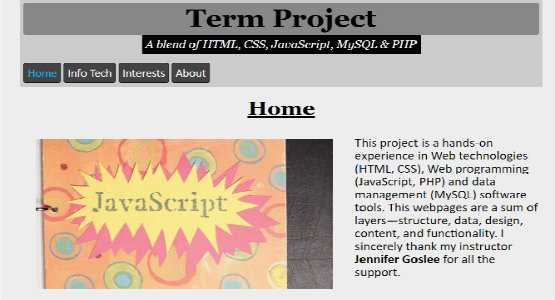 Term Project
A blend of HTML, CSS, JavaScript, MySQL & PHP
Home Info Tech Interests About
Home
JavaScript
This project is a hands-on
experience in Web technologies
(HTML, CSS), Web programming
(JavaScript, PHP) and data
management (MySQL) software
tools. This webpages are a sum of
layers—structure, data, design,
content, and functionality. I
sincerely thank my instructor
Jennifer Goslee for all the
support.